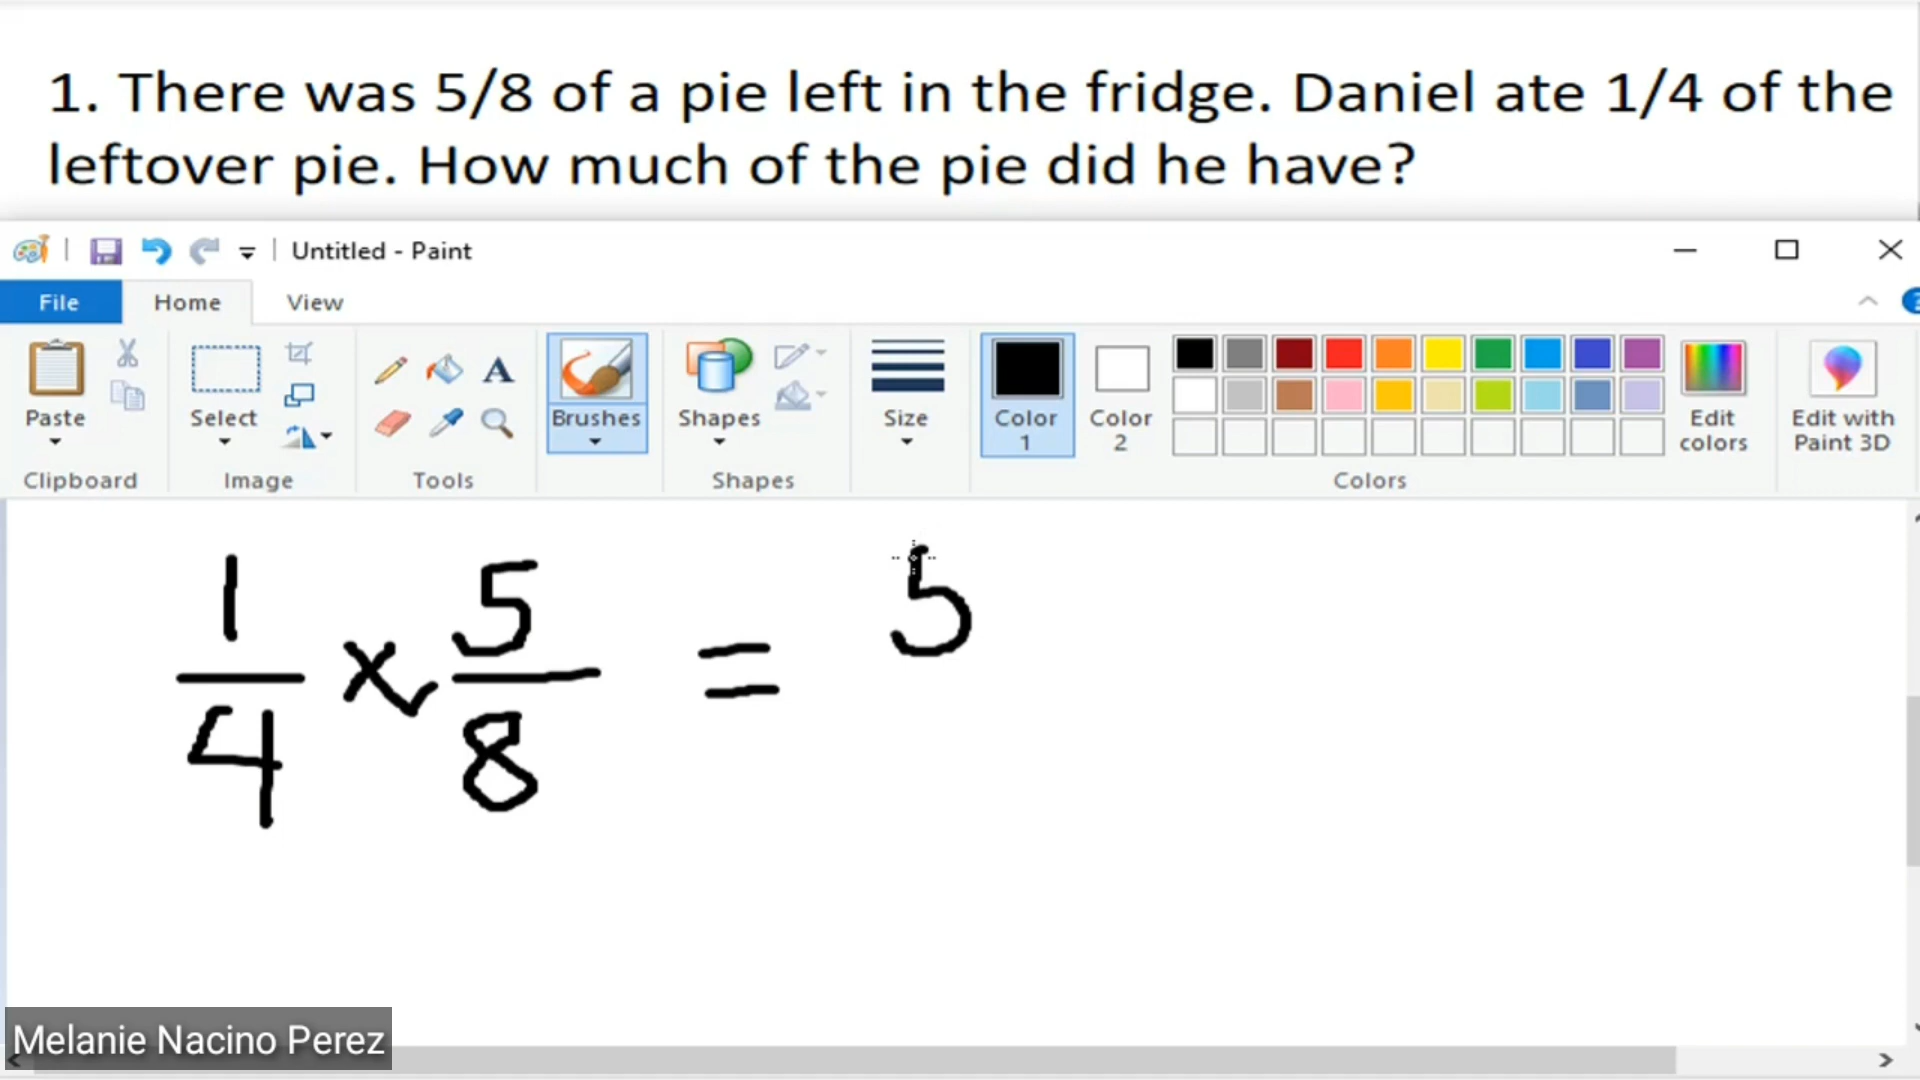 1. There was 5/8 of a pie left in the fridge. Daniel ate 1/4 of the
leftover pie. How much of the pie did he have?
Untitled - Paint
File Home View
Paste Select Brushes Shapes Size Color 1 Color 2 Edit colors Edit with Paint 3D
Clipboard Image Tools Shapes Colors
1 5 5
× =
4 8
Melanie Nacino Perez